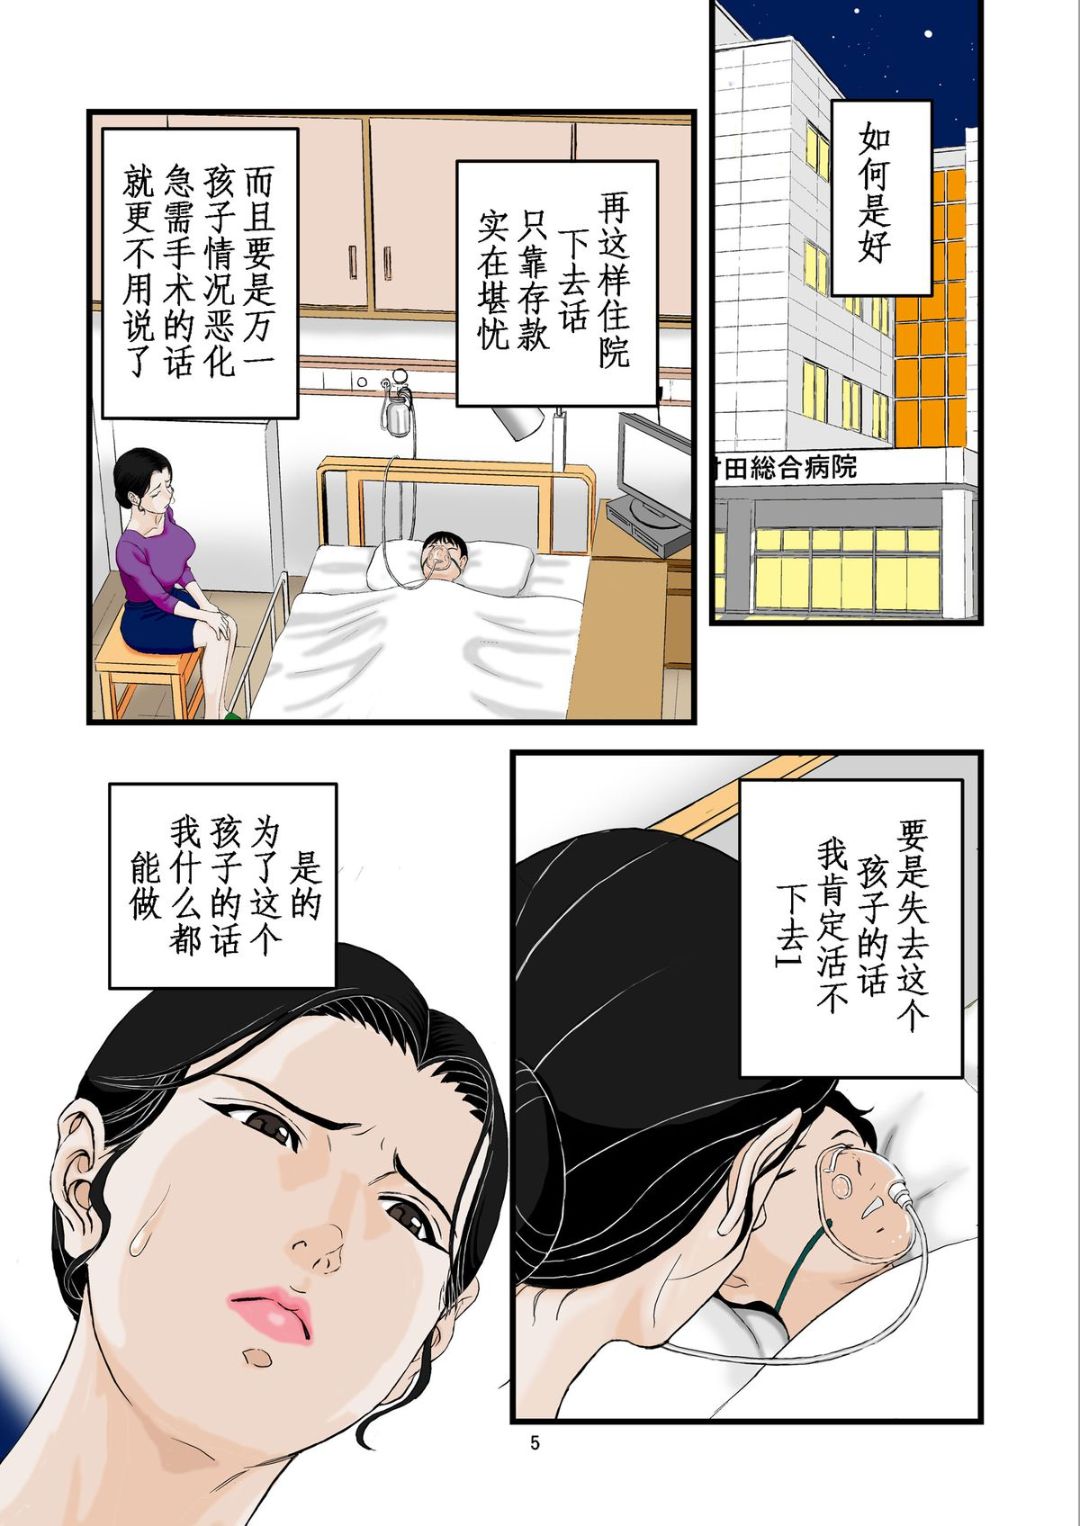 如何是好
村田総合病院
再这样住院
下去话
只靠存款
实在堪忧
而且要是万一
孩子情况恶化
急需手术的话
就更不用说了
要是失去这个
孩子的话
我肯定活不
下去1
是的
为了这个
孩子的话
我什么都
能做
5